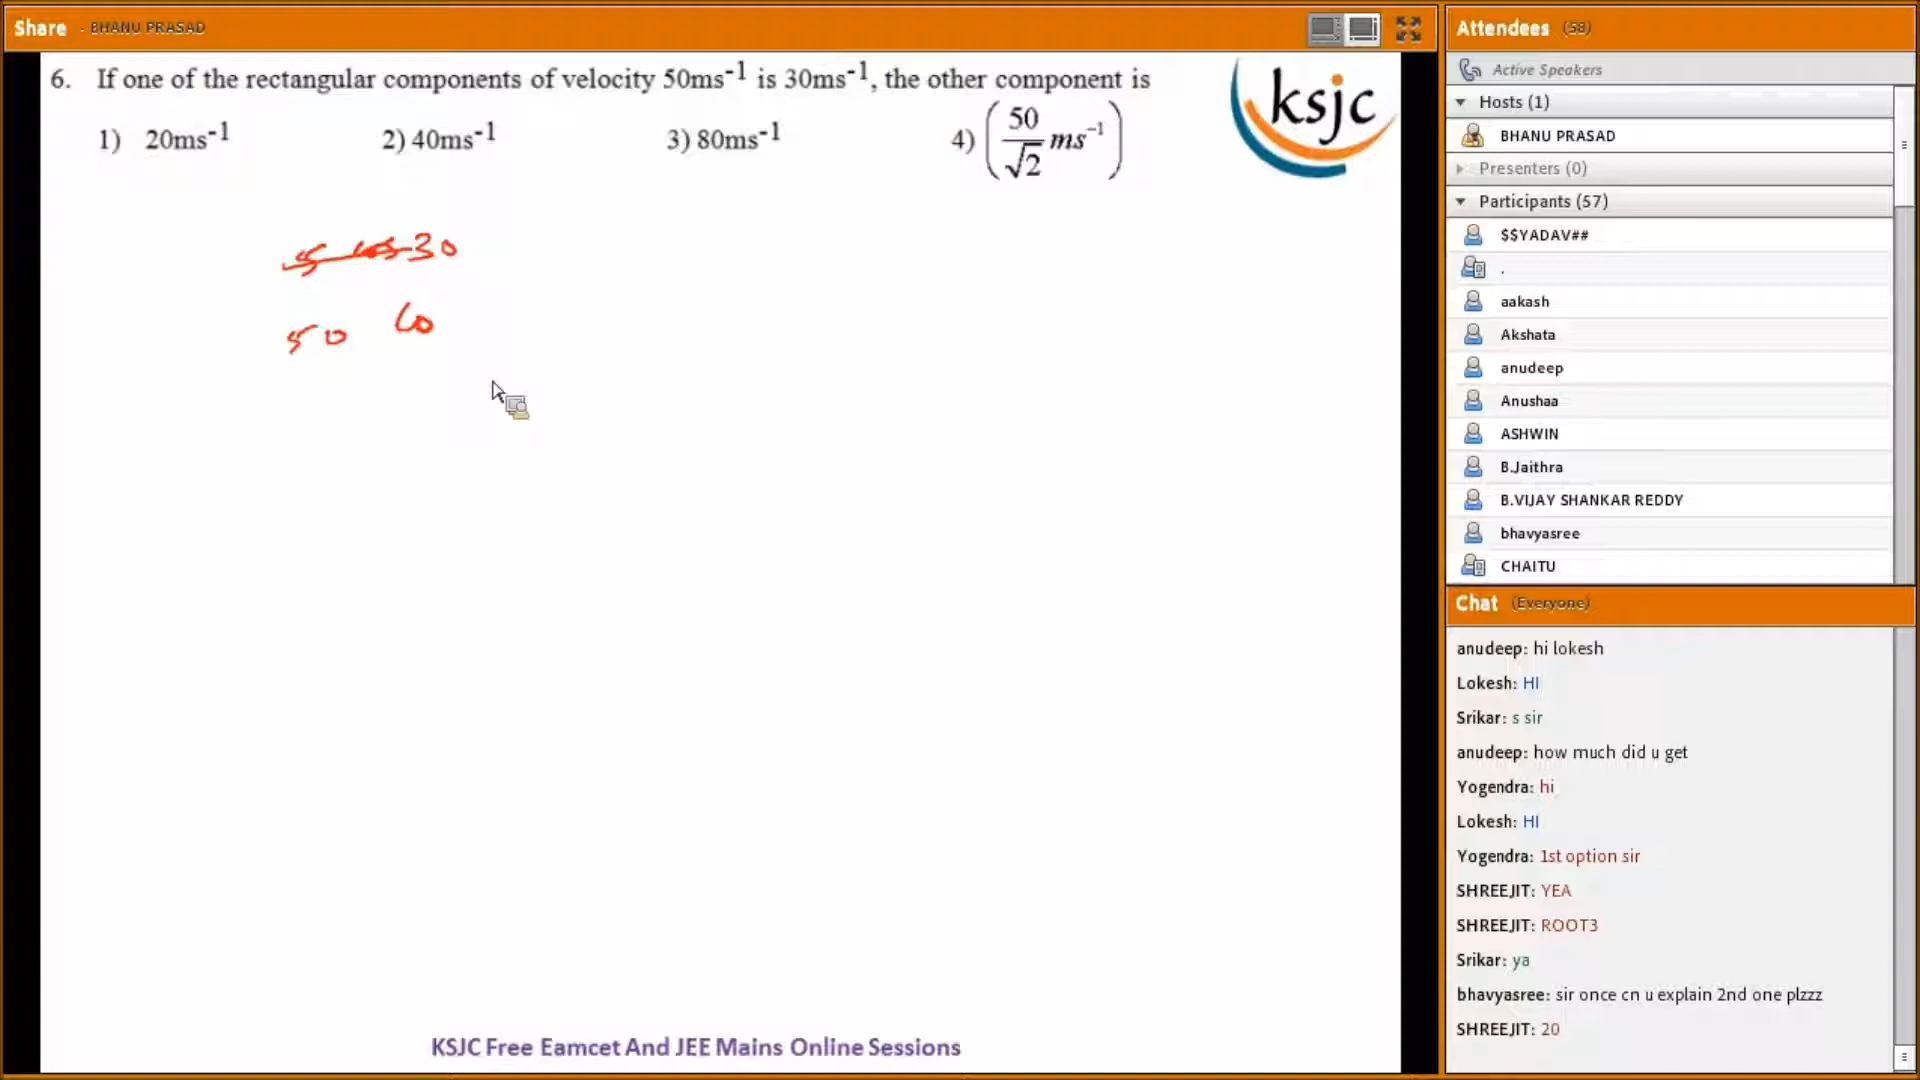 Share - BHANU PRASAD
6. If one of the rectangular components of velocity 50ms⁻¹ is 30ms⁻¹, the other component is
1) 20ms⁻¹ 2) 40ms⁻¹ 3) 80ms⁻¹ 4) (50/√2 ms⁻¹)
ksjc
30
50
KSJC Free Eamcet And JEE Mains Online Sessions
Attendees (58)
Active Speakers
Hosts (1)
BHANU PRASAD
Presenters (0)
Participants (57)
$$YADAV##
.
aakash
Akshata
anudeep
Anushaa
ASHWIN
B.Jaithra
B.VIJAY SHANKAR REDDY
bhavyasree
CHAITU
Chat (Everyone)
anudeep: hi lokesh
Lokesh: HI
Srikar: s sir
anudeep: how much did u get
Yogendra: hi
Lokesh: HI
Yogendra: 1st option sir
SHREEJIT: YEA
SHREEJIT: ROOT3
Srikar: ya
bhavyasree: sir once cn u explain 2nd one plzzz
SHREEJIT: 20